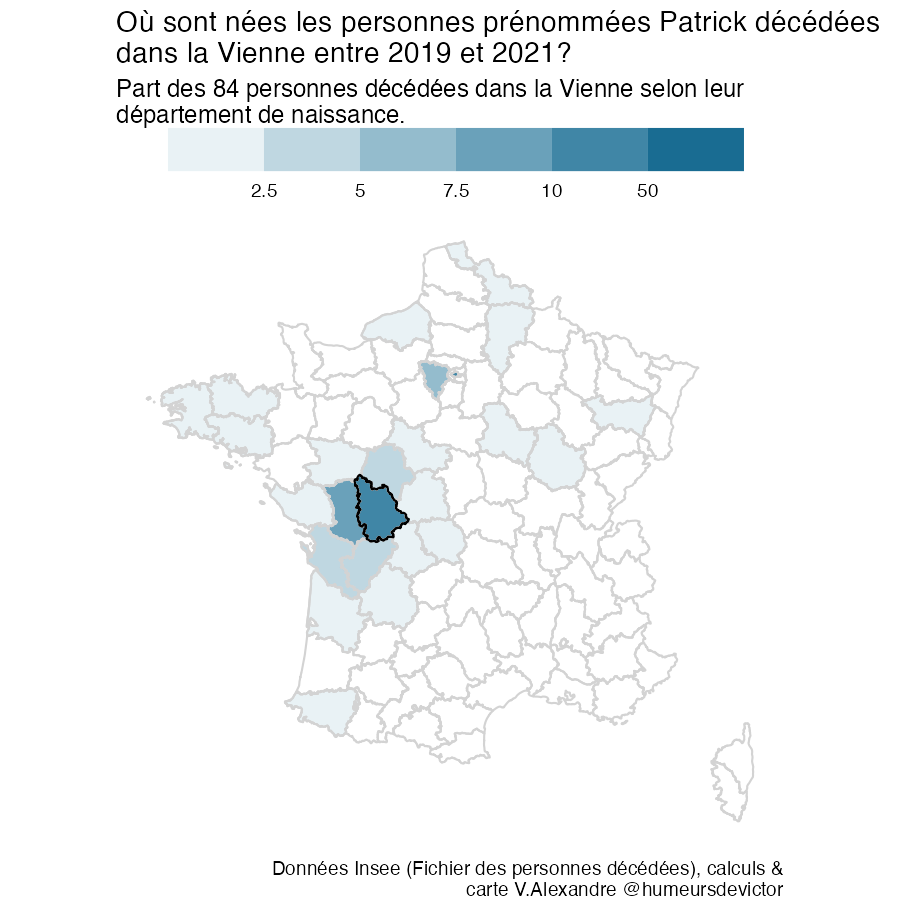 Où sont nées les personnes prénommées Patrick décédées
dans la Vienne entre 2019 et 2021?
Part des 84 personnes décédées dans la Vienne selon leur
département de naissance.
2.5 5 7.5 10 50
Données Insee (Fichier des personnes décédées), calculs &
carte V.Alexandre @humeursdevictor